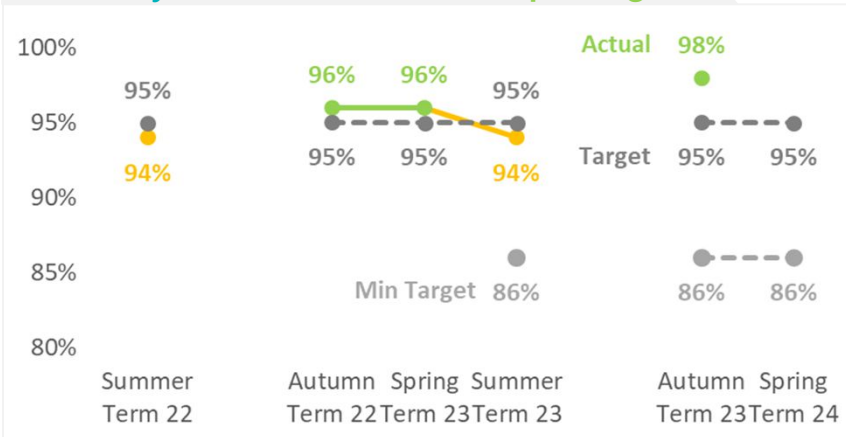 100%
95%
90%
85%
80%
95%
94%
96%
96%
95%
95%
95%
94%
Actual
98%
Target
95%
95%
Min Target
86%
86%
86%
Summer
Term 22
Autumn
Term 22
Spring
Term 23
Summer
Term 23
Autumn
Term 23
Spring
Term 24